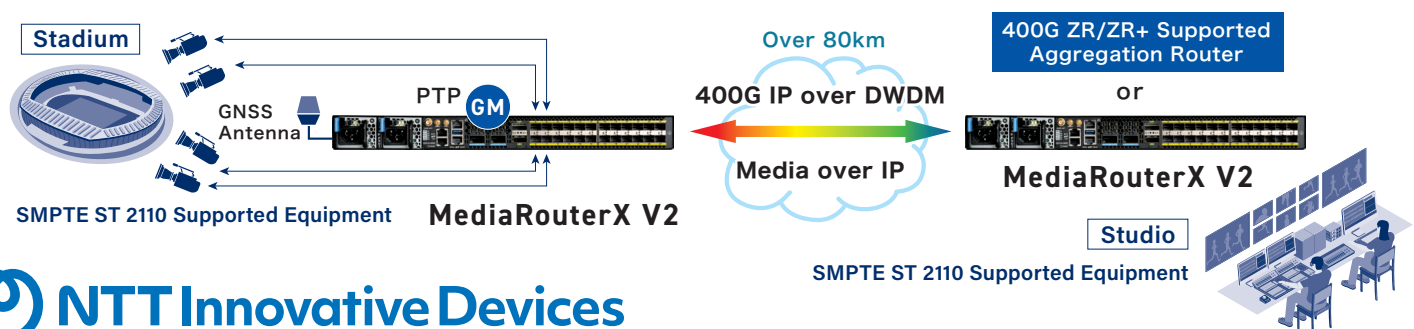 Stadium
GNSS
Antenna
PTP
GM
SMPTE ST 2110 Supported Equipment
MediaRouterX V2
Over 80km
400G IP over DWDM
Media over IP
400G ZR/ZR+ Supported
Aggregation Router
or
MediaRouterX V2
Studio
SMPTE ST 2110 Supported Equipment
NTT Innovative Devices